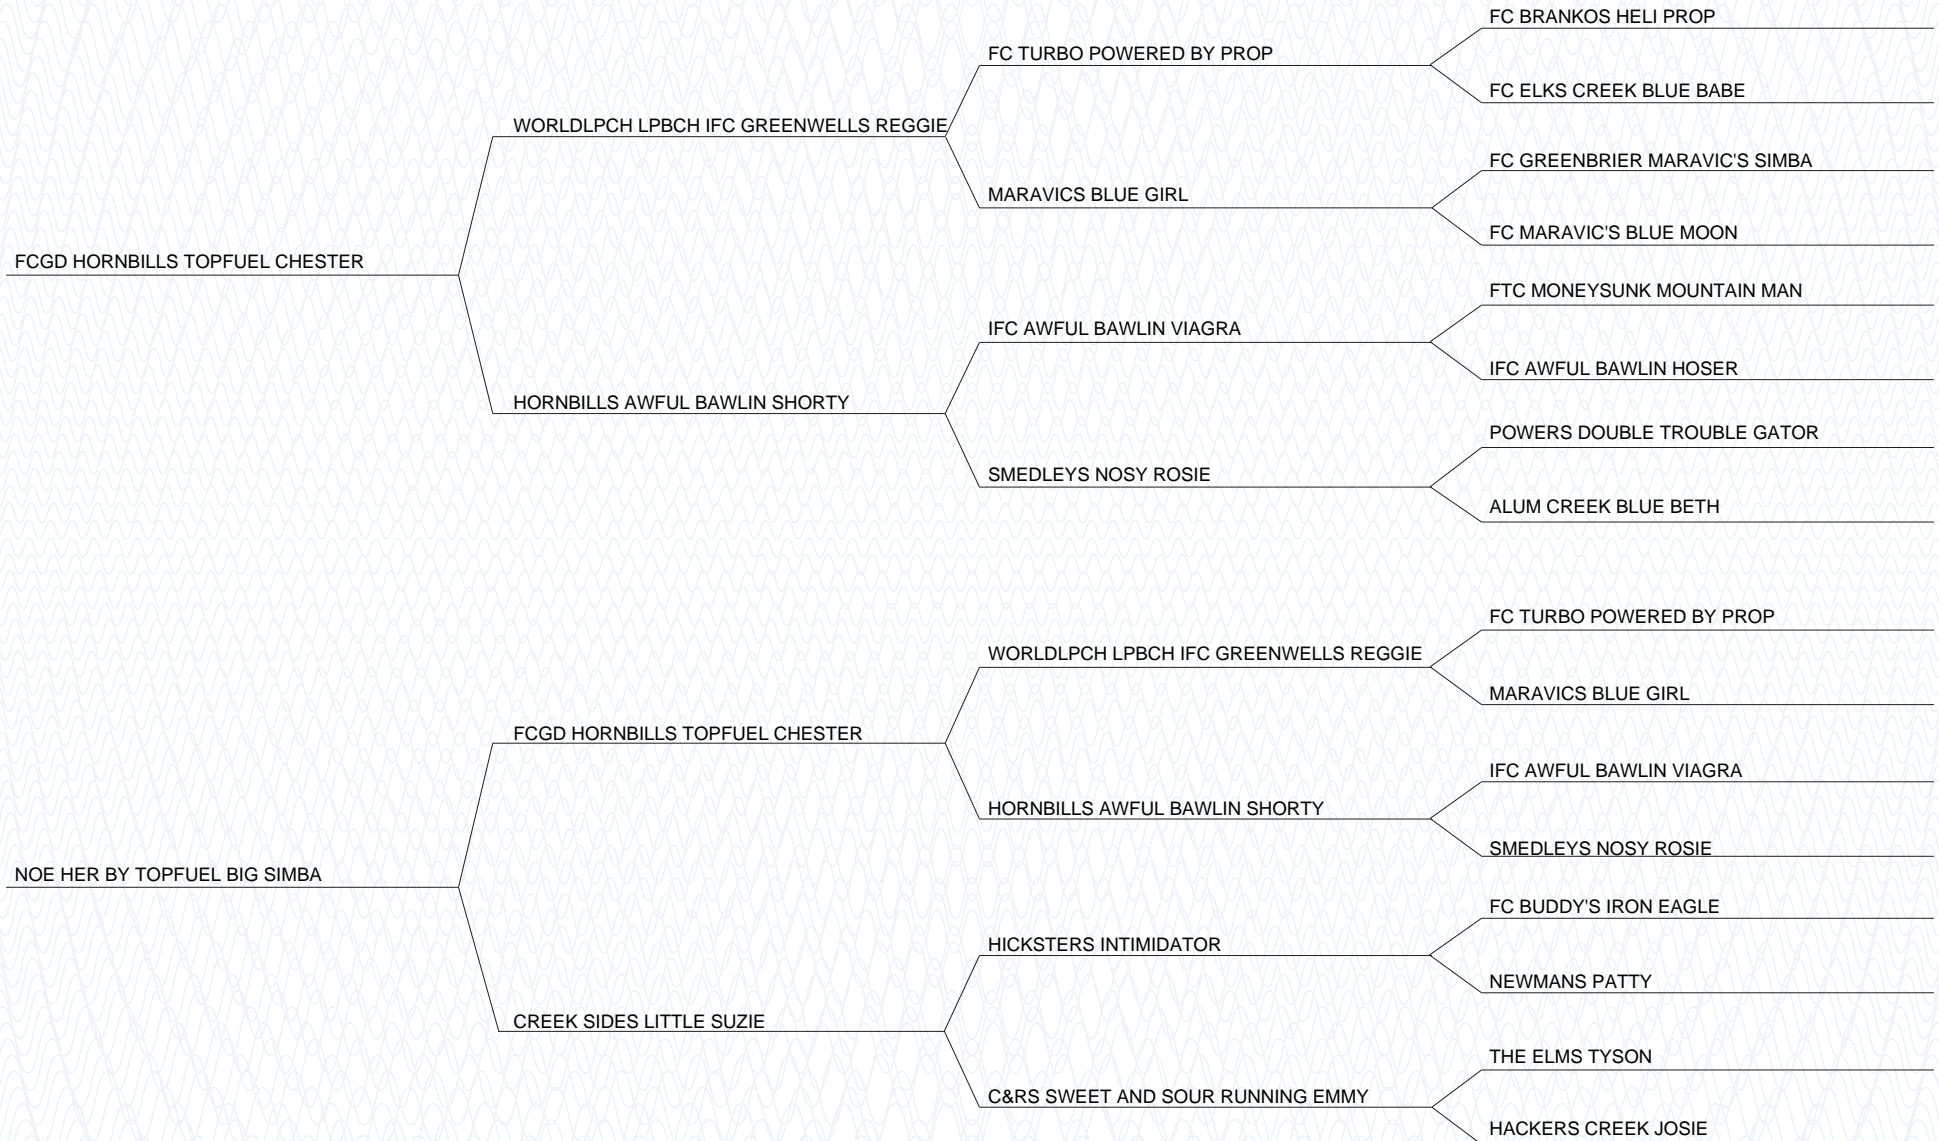 FC BRANKOS HELI PROP
FC TURBO POWERED BY PROP
FC ELKS CREEK BLUE BABE
WORLDLPCH LPBCH IFC GREENWELLS REGGIE
FC GREENBRIER MARAVIC'S SIMBA
MARAVICS BLUE GIRL
FC MARAVIC'S BLUE MOON
FCGD HORNBILLS TOPFUEL CHESTER
FTC MONEYSUNK MOUNTAIN MAN
IFC AWFUL BAWLIN VIAGRA
IFC AWFUL BAWLIN HOSER
HORNBILLS AWFUL BAWLIN SHORTY
POWERS DOUBLE TROUBLE GATOR
SMEDLEYS NOSY ROSIE
ALUM CREEK BLUE BETH
FC TURBO POWERED BY PROP
WORLDLPCH LPBCH IFC GREENWELLS REGGIE
MARAVICS BLUE GIRL
FCGD HORNBILLS TOPFUEL CHESTER
IFC AWFUL BAWLIN VIAGRA
HORNBILLS AWFUL BAWLIN SHORTY
SMEDLEYS NOSY ROSIE
NOE HER BY TOPFUEL BIG SIMBA
FC BUDDY'S IRON EAGLE
HICKSTERS INTIMIDATOR
NEWMANS PATTY
CREEK SIDES LITTLE SUZIE
THE ELMS TYSON
C&RS SWEET AND SOUR RUNNING EMMY
HACKERS CREEK JOSIE